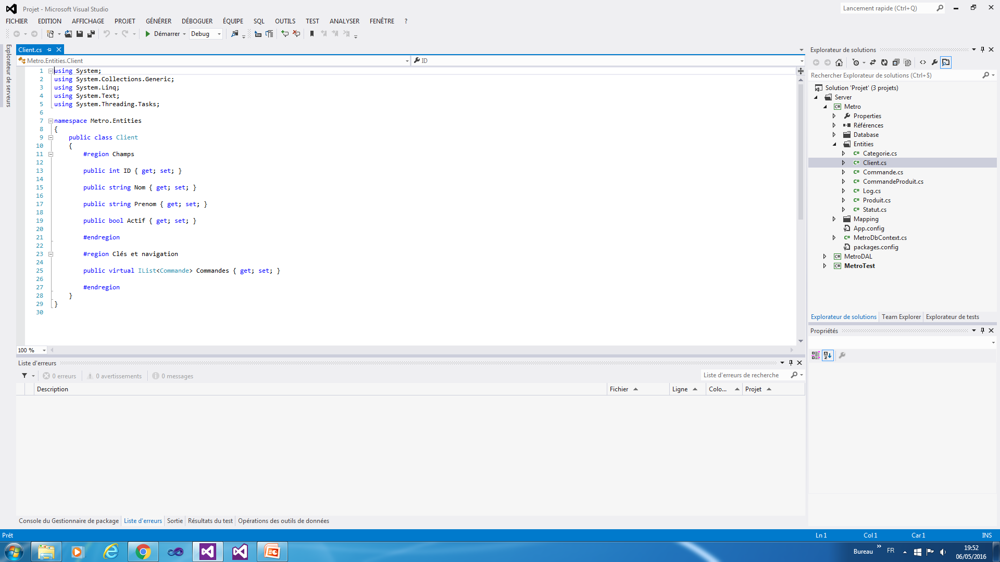 Projet - Microsoft Visual Studio
Lancement rapide (Ctrl+Q)
FICHIER EDITION AFFICHAGE PROJET GÉNÉRER DÉBOGUER ÉQUIPE SQL OUTILS TEST ANALYSER FENÊTRE ?
Démarrer Debug
Explorateur de serveurs
Client.cs
Metro.Entities.Client ID
1 using System;
2 using System.Collections.Generic;
3 using System.Linq;
4 using System.Text;
5 using System.Threading.Tasks;
6
7 namespace Metro.Entities
8 {
9 public class Client
10 {
11 #region Champs
12
13 public int ID { get; set; }
14
15 public string Nom { get; set; }
16
17 public string Prenom { get; set; }
18
19 public bool Actif { get; set; }
20
21 #endregion
22
23 #region Clés et navigation
24
25 public virtual IList<Commande> Commandes { get; set; }
26
27 #endregion
28 }
29 }
30
100 %
Explorateur de solutions
Rechercher Explorateur de solutions (Ctrl+$)
Solution 'Projet' (3 projets)
Server
C# Metro
Properties
Références
Database
Entities
C# Categorie.cs
C# Client.cs
C# Commande.cs
C# CommandeProduit.cs
C# Log.cs
C# Produit.cs
C# Statut.cs
Mapping
App.config
C# MetroDbContext.cs
packages.config
C# MetroDAL
C# MetroTest
Explorateur de solutions Team Explorer Explorateur de tests
Propriétés
Liste d'erreurs
0 erreurs 0 avertissements 0 messages
Liste d'erreurs de recherche
Description Fichier Ligne Colo... Projet
Console du Gestionnaire de package Liste d'erreurs Sortie Résultats du test Opérations des outils de données
Prêt Ln 1 Col 1 Car 1 INS
Bureau » FR 19:52
06/05/2016